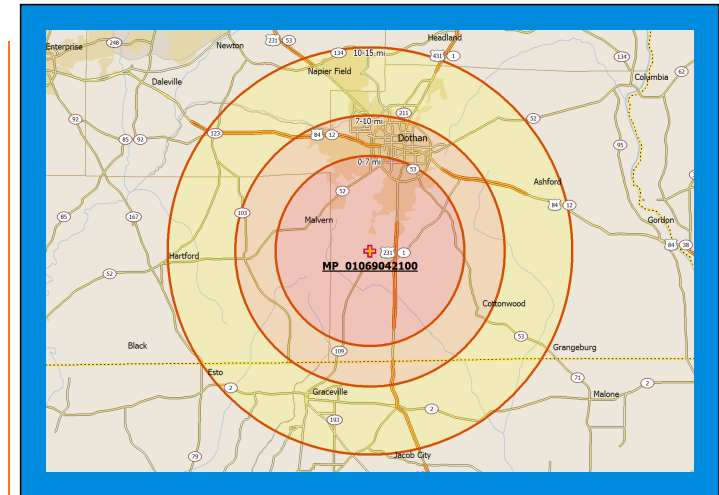 Headland
248
231 53
Enterprise
Newton
134
10-15 mi
431 1
134
Napier Field
62
Daleville
Columbia
211
92
7-10 mi
52
123
84 12
85 92
Dothan
95
0-7 mi
53
Ashford
52
84 12
103
85
167
Malvern
Gordon
84 38
231 1
Hartford
MP_01069042100
52
Cottonwood
53
Black
109
Grangeburg
Esto
71
2
2
Graceville
Malone
2
193
79
Jacob City